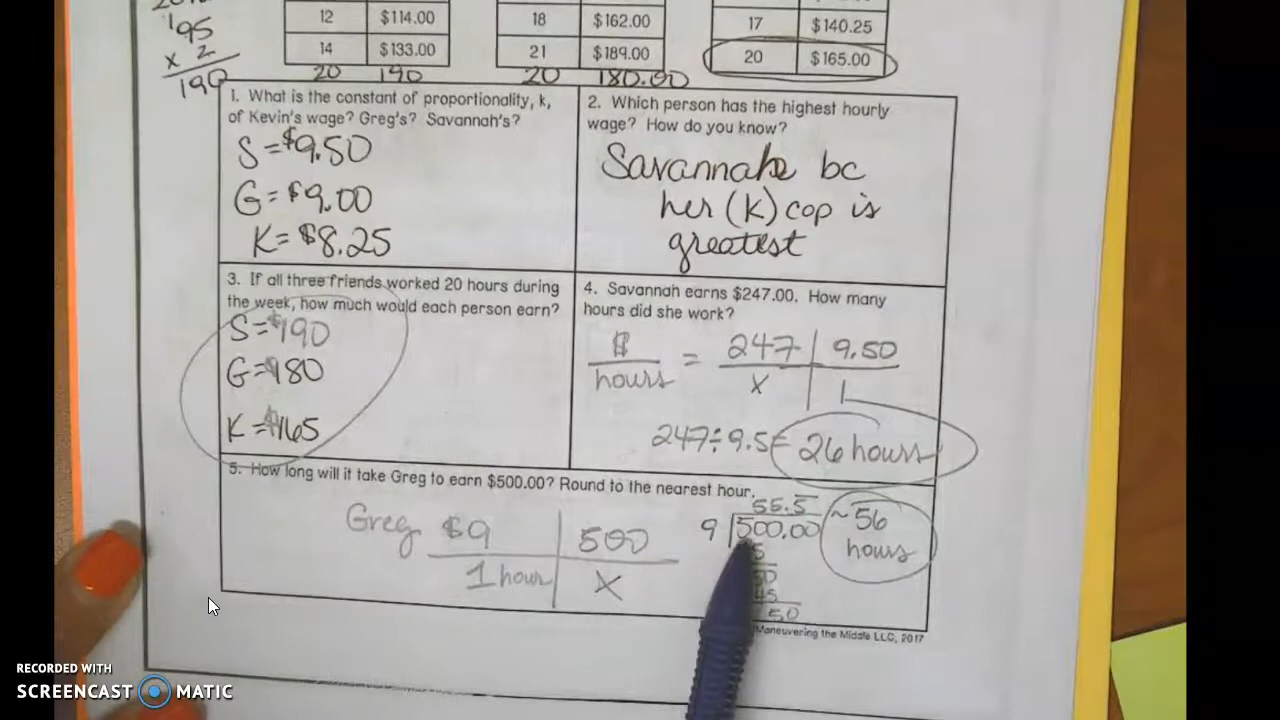 95
x 2
190
12 $114.00
14 $133.00
20 190
18 $162.00
21 $189.00
20 180.00
17 $140.25
20 $165.00
1. What is the constant of proportionality, k,
of Kevin's wage? Greg's? Savannah's?
S = $9.50
G = $9.00
K = $8.25
2. Which person has the highest hourly
wage? How do you know?
Savannah bc
her (k) cop is
greatest
3. If all three friends worked 20 hours during
the week, how much would each person earn?
S = $190
G = $180
K = $165
4. Savannah earns $247.00. How many
hours did she work?
$ = 247 9.50
hours x 1
247 ÷ 9.5 = 26 hours
5. How long will it take Greg to earn $500.00? Round to the nearest hour.
Greg $9 500
1 hour x
55.5
9 500.00
50
~ 56
hours
Maneuvering the Middle LLC, 2017
RECORDED WITH
SCREENCAST MATIC